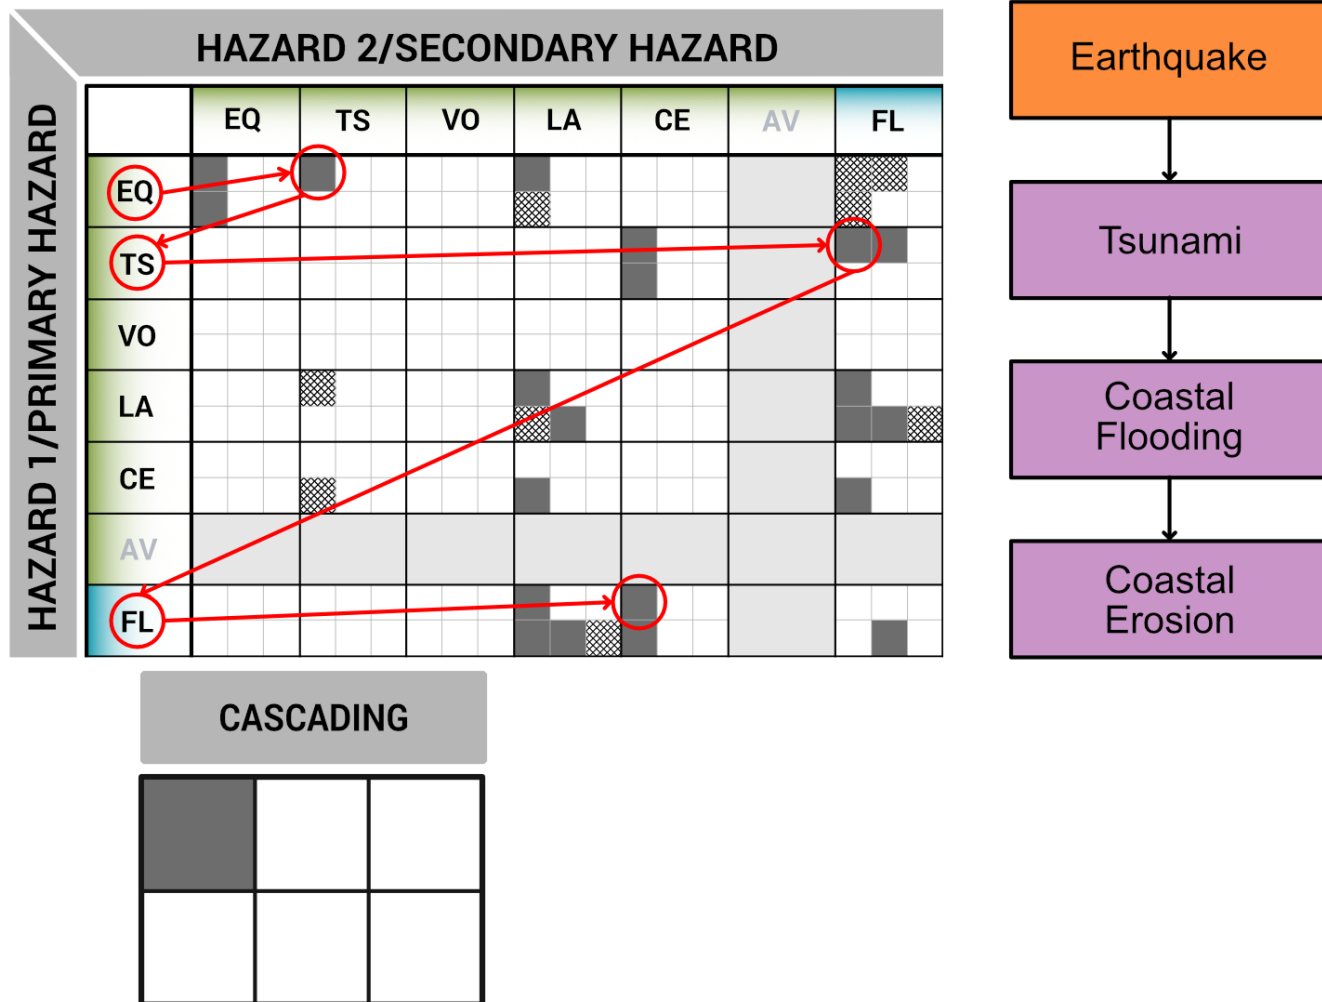 HAZARD 2/SECONDARY HAZARD
HAZARD 1/PRIMARY HAZARD
EQ TS VO LA CE AV FL
EQ
TS
VO
LA
CE
AV
FL
CASCADING
Earthquake
Tsunami
Coastal
Flooding
Coastal
Erosion